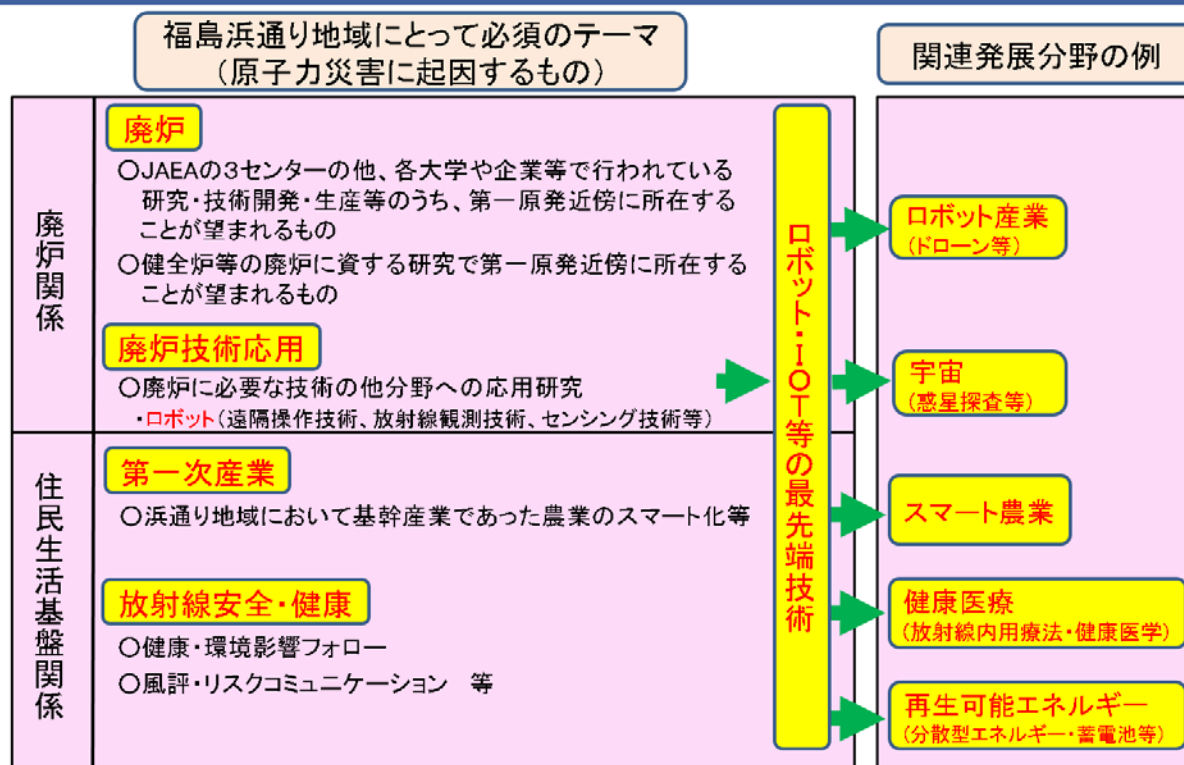 福島浜通り地域にとって必須のテーマ
(原子力災害に起因するもの)
関連発展分野の例
廃炉関係
廃炉
○JAEAの3センターの他、各大学や企業等で行われている
研究・技術開発・生産等のうち、第一原発近傍に所在する
ことが望まれるもの
○健全炉等の廃炉に資する研究で第一原発近傍に所在する
ことが望まれるもの
廃炉技術応用
○廃炉に必要な技術の他分野への応用研究
・ロボット(遠隔操作技術、放射線観測技術、センシング技術等)
住民生活基盤関係
第一次産業
○浜通り地域において基幹産業であった農業のスマート化等
放射線安全・健康
○健康・環境影響フォロー
○風評・リスクコミュニケーション 等
ロボット・IOT等の最先端技術
ロボット産業
(ドローン等)
宇宙
(惑星探査等)
スマート農業
健康医療
(放射線内用療法・健康医学)
再生可能エネルギー
(分散型エネルギー・蓄電池等)